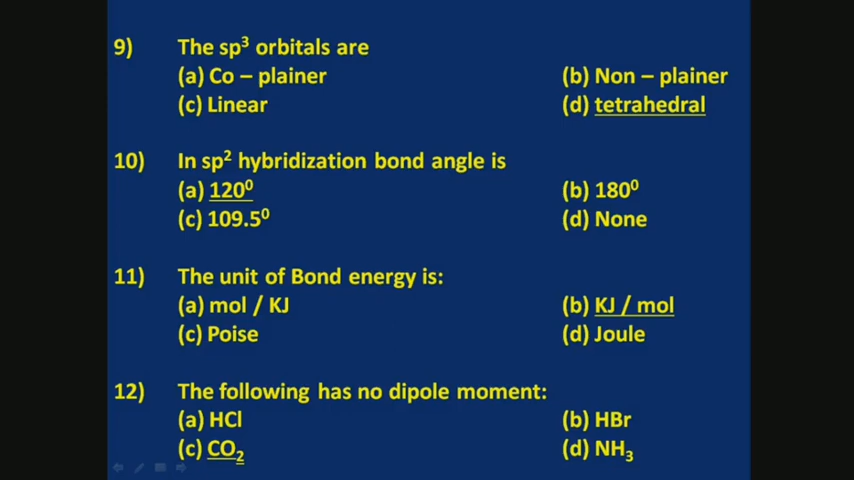 9) The sp³ orbitals are
(a) Co – plainer (b) Non – plainer
(c) Linear (d) tetrahedral
10) In sp² hybridization bond angle is
(a) 120⁰ (b) 180⁰
(c) 109.5⁰ (d) None
11) The unit of Bond energy is:
(a) mol / KJ (b) KJ / mol
(c) Poise (d) Joule
12) The following has no dipole moment:
(a) HCl (b) HBr
(c) CO₂ (d) NH₃